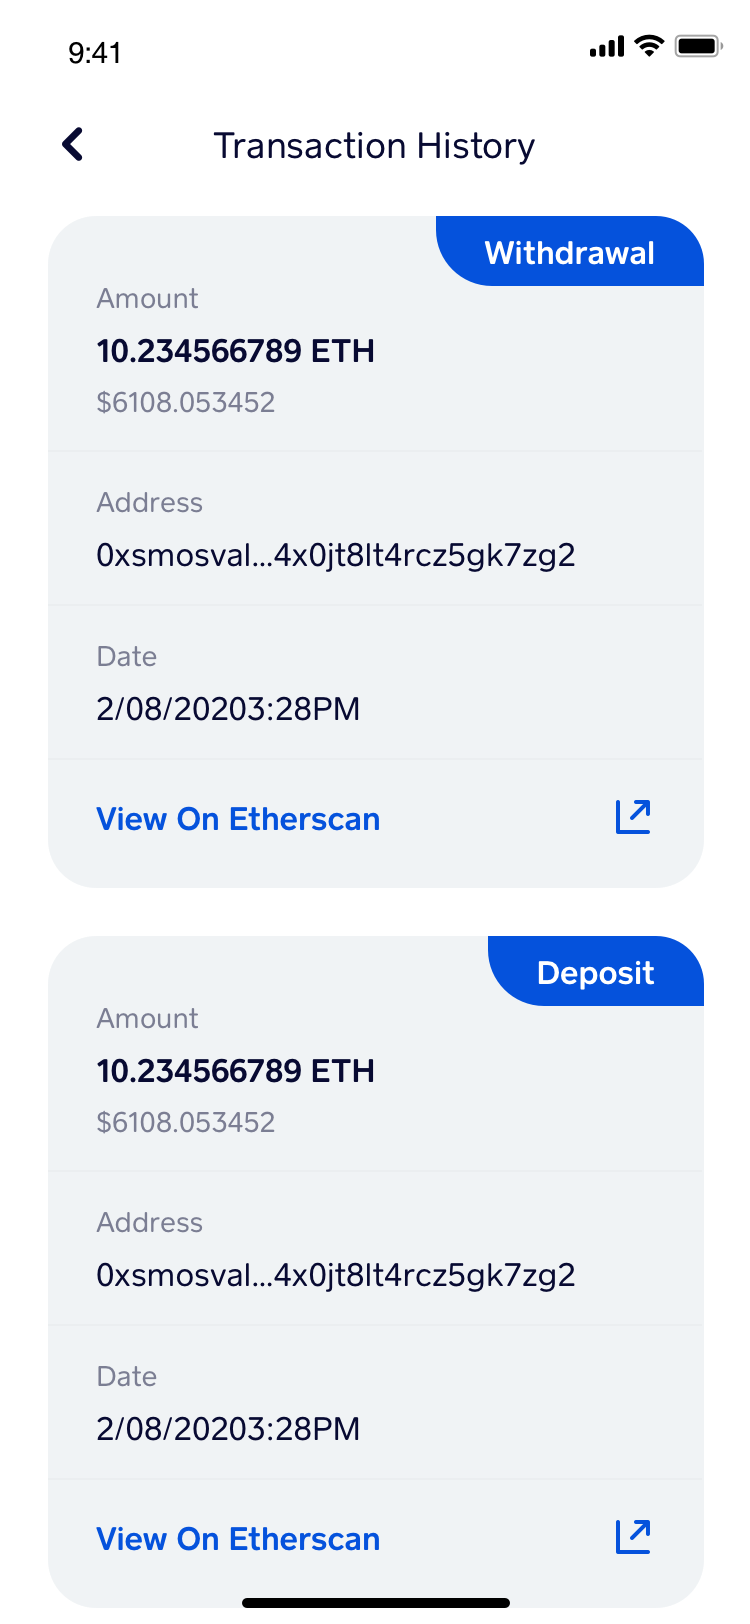 9:41
Transaction History
Withdrawal
Amount
10.234566789 ETH
$6108.053452
Address
0xsmosval...4x0jt8lt4rcz5gk7zg2
Date
2/08/20203:28PM
View On Etherscan
Deposit
Amount
10.234566789 ETH
$6108.053452
Address
0xsmosval...4x0jt8lt4rcz5gk7zg2
Date
2/08/20203:28PM
View On Etherscan